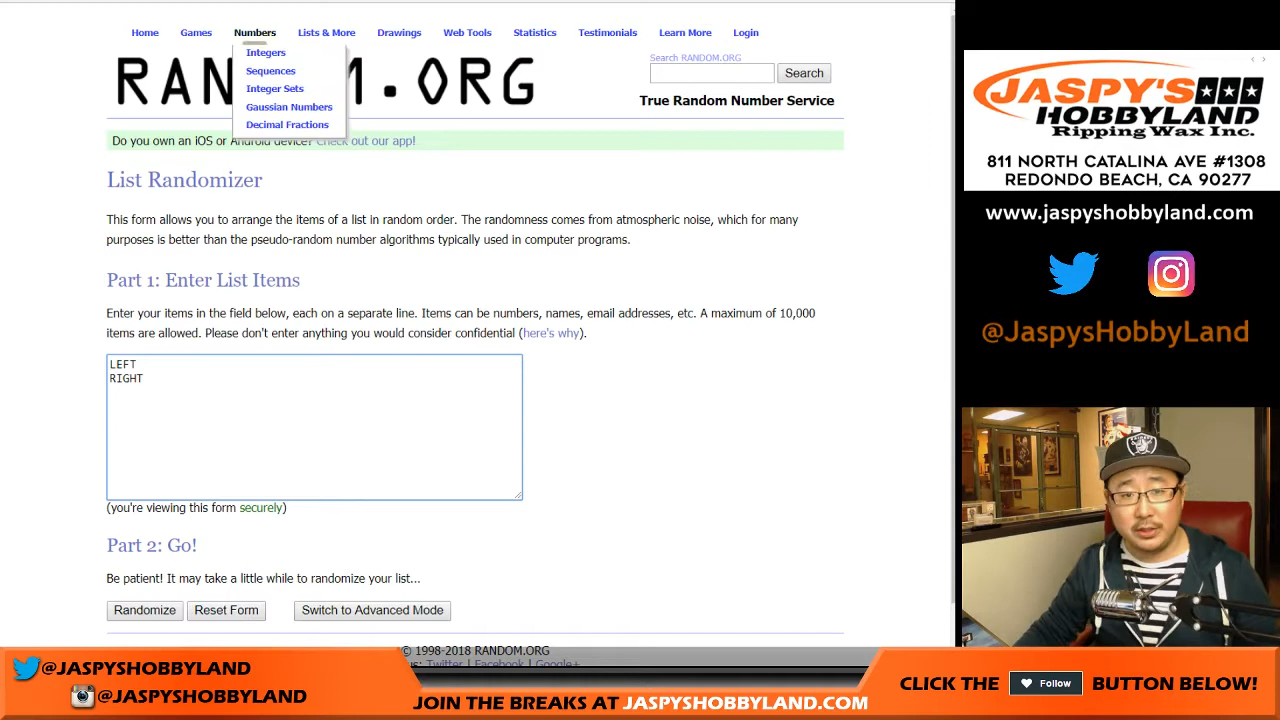 Home Games Numbers Lists & More Drawings Web Tools Statistics Testimonials Learn More Login
Integers
Sequences
Integer Sets
Gaussian Numbers
Decimal Fractions
RAN M.ORG
Search RANDOM.ORG
Search
True Random Number Service
Do you own an iOS or Android device? Check out our app!
List Randomizer
This form allows you to arrange the items of a list in random order. The randomness comes from atmospheric noise, which for many
purposes is better than the pseudo-random number algorithms typically used in computer programs.
Part 1: Enter List Items
Enter your items in the field below, each on a separate line. Items can be numbers, names, email addresses, etc. A maximum of 10,000
items are allowed. Please don't enter anything you would consider confidential (here's why).
LEFT
RIGHT
(you're viewing this form securely)
Part 2: Go!
Be patient! It may take a little while to randomize your list...
Randomize Reset Form Switch to Advanced Mode
© 1998-2018 RANDOM.ORG
Twitter | Facebook | Google+
JASPY'S
HOBBYLAND
Ripping Wax Inc.
811 NORTH CATALINA AVE #1308
REDONDO BEACH, CA 90277
www.jaspyshobbyland.com
@JaspysHobbyLand
RAIDERS
@JASPYSHOBBYLAND
@JASPYSHOBBYLAND
JOIN THE BREAKS AT JASPYSHOBBYLAND.COM
CLICK THE Follow BUTTON BELOW!